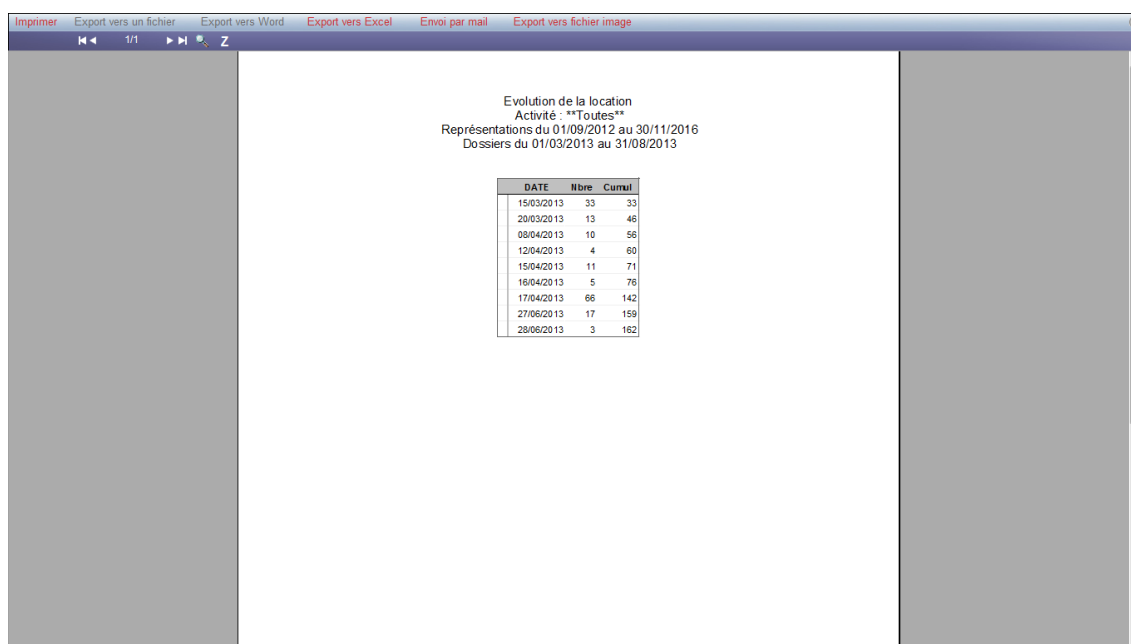 Imprimer Export vers un fichier Export vers Word Export vers Excel Envoi par mail Export vers fichier image
1/1 Z
Evolution de la location
Activité : **Toutes**
Représentations du 01/09/2012 au 30/11/2016
Dossiers du 01/03/2013 au 31/08/2013
DATE Nbre Cumul
15/03/2013 33 33
20/03/2013 13 46
08/04/2013 10 56
12/04/2013 4 60
15/04/2013 11 71
16/04/2013 5 76
17/04/2013 66 142
27/06/2013 17 159
28/06/2013 3 162